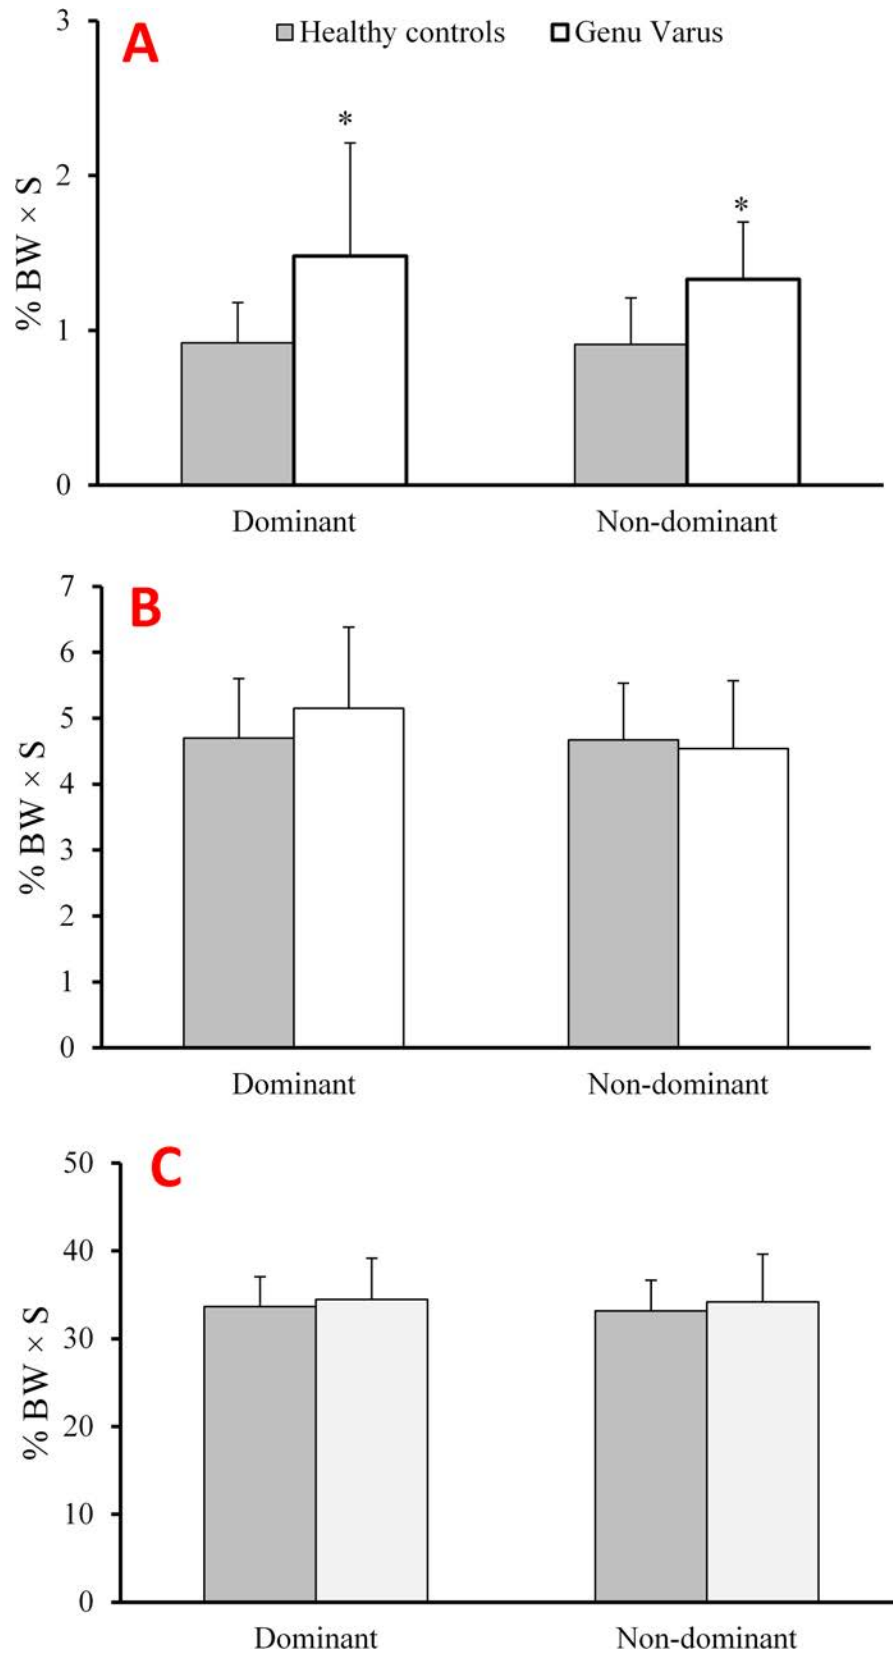 3
A
Healthy controls
Genu Varus
*
*
2
1
0
% BW × S
Dominant
Non-dominant
7
B
6
5
4
3
2
1
0
% BW × S
Dominant
Non-dominant
50
C
40
30
20
10
0
% BW × S
Dominant
Non-dominant